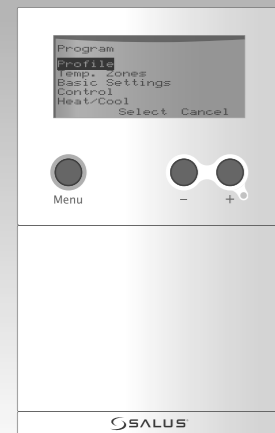 Program
Profile
Temp. Zones
Basic Settings
Control
Heat/Cool
Select Cancel
Menu
- +
SALUS